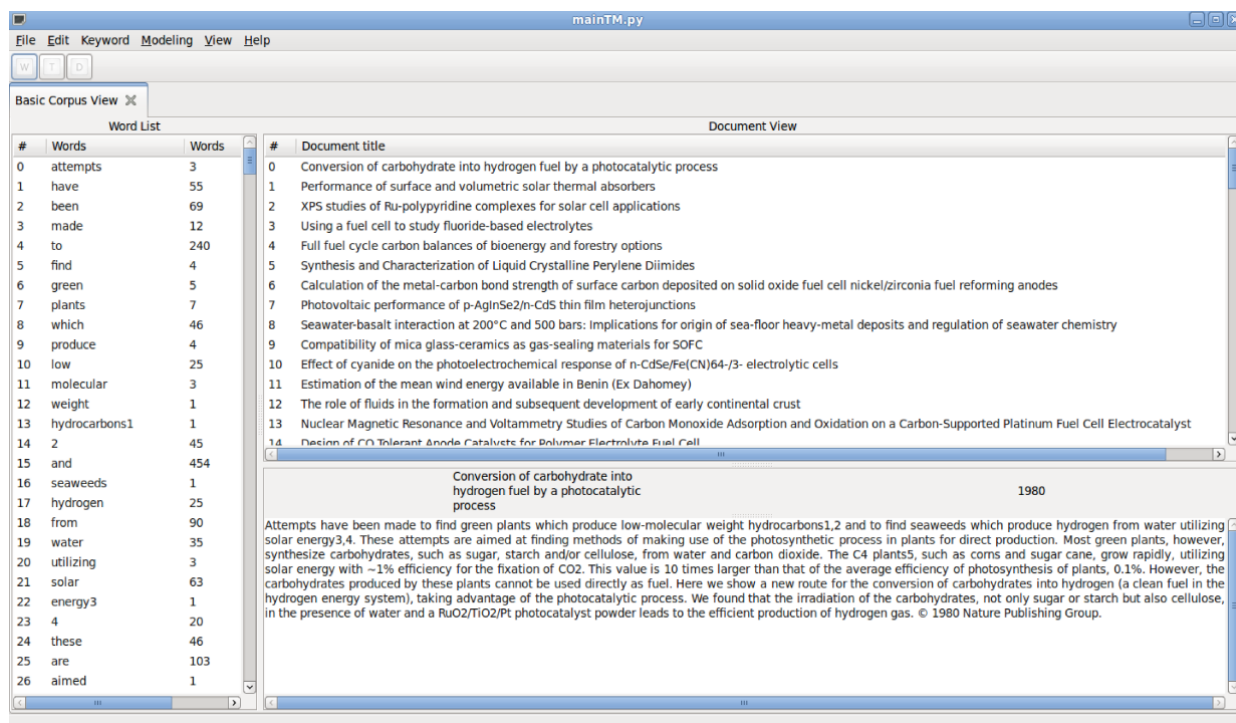 mainTM.py
File Edit Keyword Modeling View Help
W T D
Basic Corpus View
Word List
# Words Words
0 attempts 3
1 have 55
2 been 69
3 made 12
4 to 240
5 find 4
6 green 5
7 plants 7
8 which 46
9 produce 4
10 low 25
11 molecular 3
12 weight 1
13 hydrocarbons1 1
14 2 45
15 and 454
16 seaweeds 1
17 hydrogen 25
18 from 90
19 water 35
20 utilizing 3
21 solar 63
22 energy3 1
23 4 20
24 these 46
25 are 103
26 aimed 1
Document View
# Document title
0 Conversion of carbohydrate into hydrogen fuel by a photocatalytic process
1 Performance of surface and volumetric solar thermal absorbers
2 XPS studies of Ru-polypyridine complexes for solar cell applications
3 Using a fuel cell to study fluoride-based electrolytes
4 Full fuel cycle carbon balances of bioenergy and forestry options
5 Synthesis and Characterization of Liquid Crystalline Perylene Diimides
6 Calculation of the metal-carbon bond strength of surface carbon deposited on solid oxide fuel cell nickel/zirconia fuel reforming anodes
7 Photovoltaic performance of p-AgInSe2/n-CdS thin film heterojunctions
8 Seawater-basalt interaction at 200°C and 500 bars: Implications for origin of sea-floor heavy-metal deposits and regulation of seawater chemistry
9 Compatibility of mica glass-ceramics as gas-sealing materials for SOFC
10 Effect of cyanide on the photoelectrochemical response of n-CdSe/Fe(CN)64-/3- electrolytic cells
11 Estimation of the mean wind energy available in Benin (Ex Dahomey)
12 The role of fluids in the formation and subsequent development of early continental crust
13 Nuclear Magnetic Resonance and Voltammetry Studies of Carbon Monoxide Adsorption and Oxidation on a Carbon-Supported Platinum Fuel Cell Electrocatalyst
14 Design of CO Tolerant Anode Catalysts for Polymer Electrolyte Fuel Cell
Conversion of carbohydrate into
hydrogen fuel by a photocatalytic
process
1980
Attempts have been made to find green plants which produce low-molecular weight hydrocarbons1,2 and to find seaweeds which produce hydrogen from water utilizing
solar energy3,4. These attempts are aimed at finding methods of making use of the photosynthetic process in plants for direct production. Most green plants, however,
synthesize carbohydrates, such as sugar, starch and/or cellulose, from water and carbon dioxide. The C4 plants5, such as corns and sugar cane, grow rapidly, utilizing
solar energy with ~1% efficiency for the fixation of CO2. This value is 10 times larger than that of the average efficiency of photosynthesis of plants, 0.1%. However, the
carbohydrates produced by these plants cannot be used directly as fuel. Here we show a new route for the conversion of carbohydrates into hydrogen (a clean fuel in the
hydrogen energy system), taking advantage of the photocatalytic process. We found that the irradiation of the carbohydrates, not only sugar or starch but also cellulose,
in the presence of water and a RuO2/TiO2/Pt photocatalyst powder leads to the efficient production of hydrogen gas. © 1980 Nature Publishing Group.